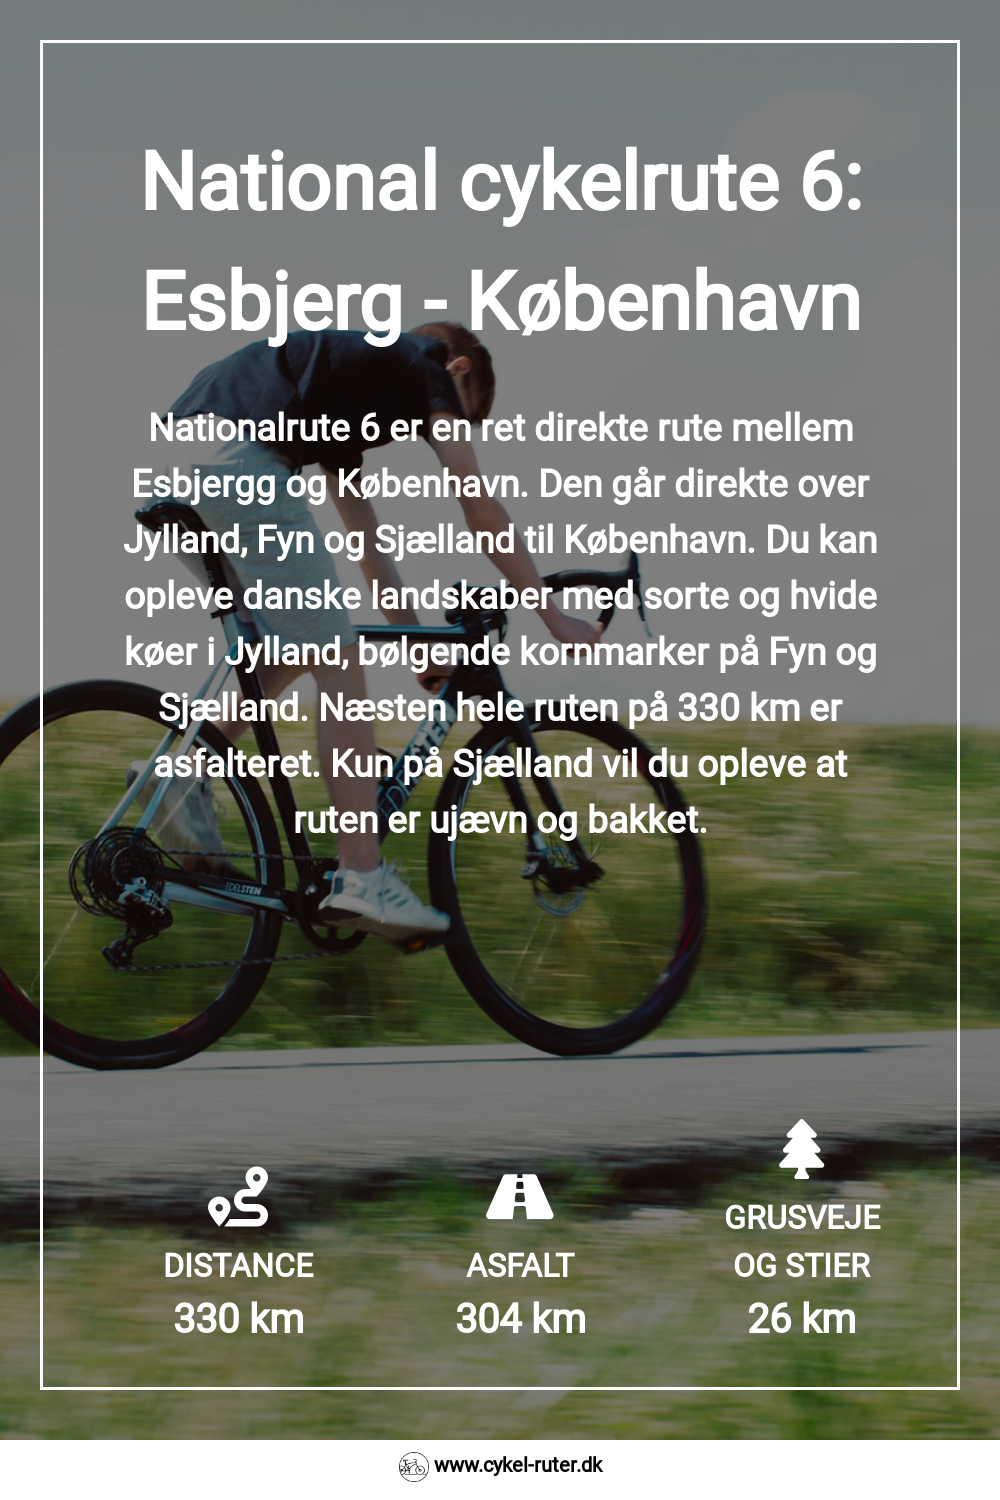 National cykelrute 6:
Esbjerg - København
Nationalrute 6 er en ret direkte rute mellem
Esbjergg og København. Den går direkte over
Jylland, Fyn og Sjælland til København. Du kan
opleve danske landskaber med sorte og hvide
køer i Jylland, bølgende kornmarker på Fyn og
Sjælland. Næsten hele ruten på 330 km er
asfalteret. Kun på Sjælland vil du opleve at
ruten er ujævn og bakket.
EDELSTEN
EDELSTEN
DISTANCE
330 km
ASFALT
304 km
GRUSVEJE
OG STIER
26 km
www.cykel-ruter.dk